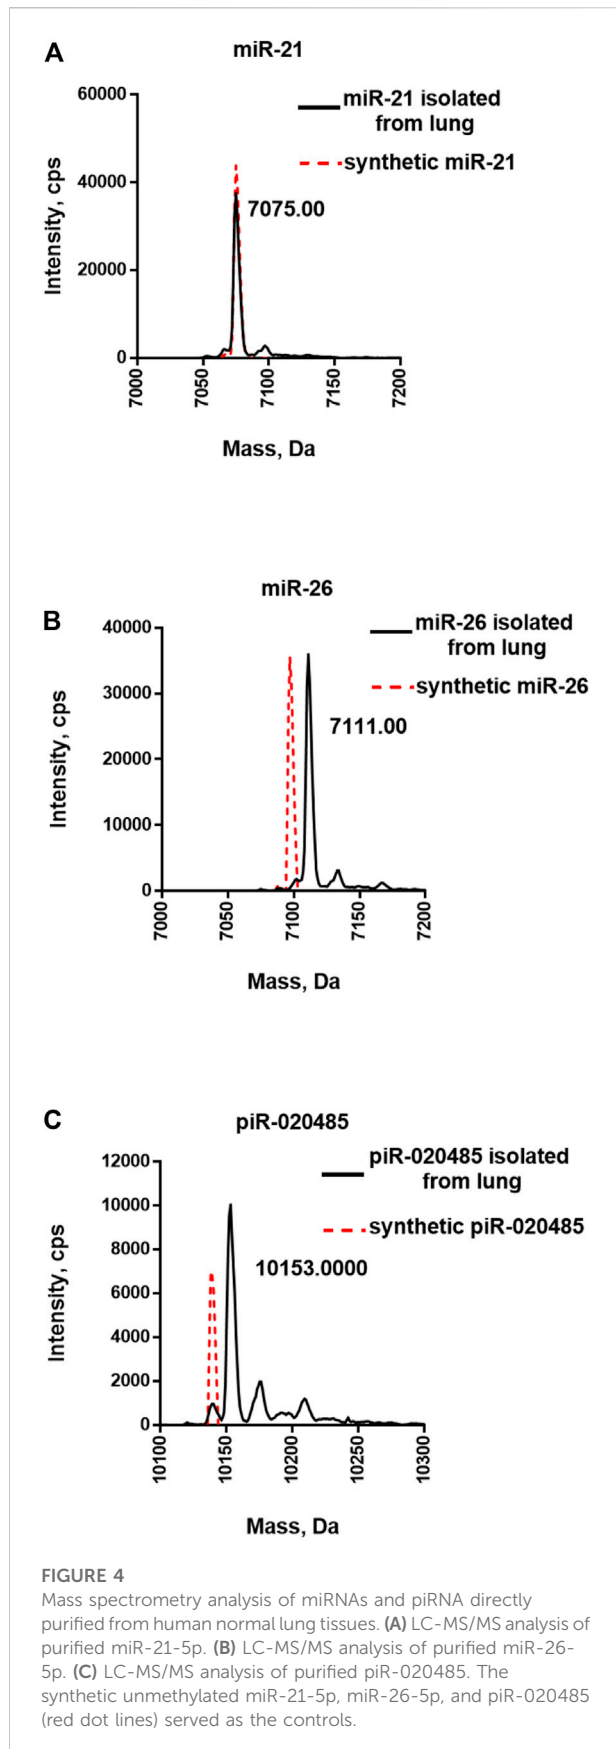 A
miR-21
60000
40000
20000
0
Intensity, cps
miR-21 isolated
from lung
synthetic miR-21
7075.00
7000
7050
7100
7150
7200
Mass, Da
miR-26
B
40000
30000
20000
10000
0
Intensity, cps
miR-26 isolated
from lung
synthetic miR-26
7111.00
7000
7050
7100
7150
7200
Mass, Da
C
piR-020485
12000
10000
8000
6000
4000
2000
0
Intensity, cps
piR-020485 isolated
from lung
synthetic piR-020485
10153.0000
10100
10150
10200
10250
10300
Mass, Da
FIGURE 4
Mass spectrometry analysis of miRNAs and piRNA directly
purified from human normal lung tissues. (A) LC-MS/MS analysis of
purified miR-21-5p. (B) LC-MS/MS analysis of purified miR-26-
5p. (C) LC-MS/MS analysis of purified piR-020485. The
synthetic unmethylated miR-21-5p, miR-26-5p, and piR-020485
(red dot lines) served as the controls.